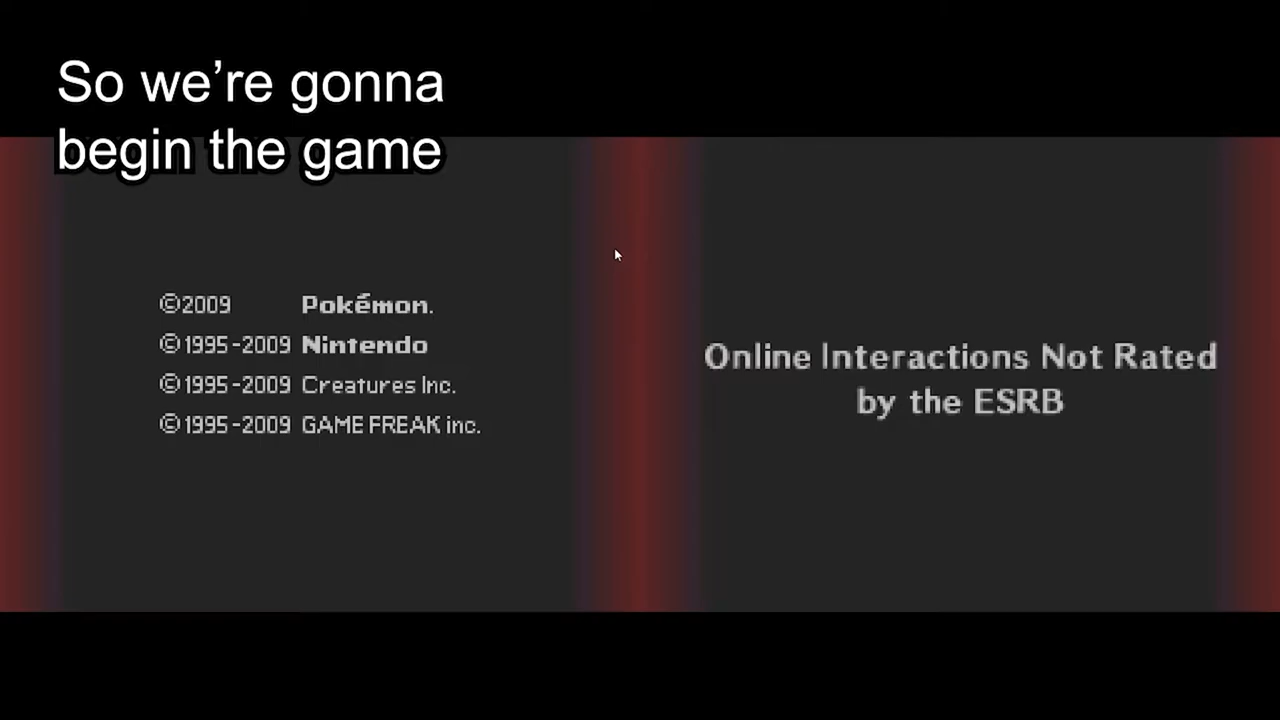 So we’re gonna
begin the game
©2009 Pokémon.
©1995-2009 Nintendo
©1995-2009 Creatures Inc.
©1995-2009 GAME FREAK inc.
Online Interactions Not Rated
by the ESRB